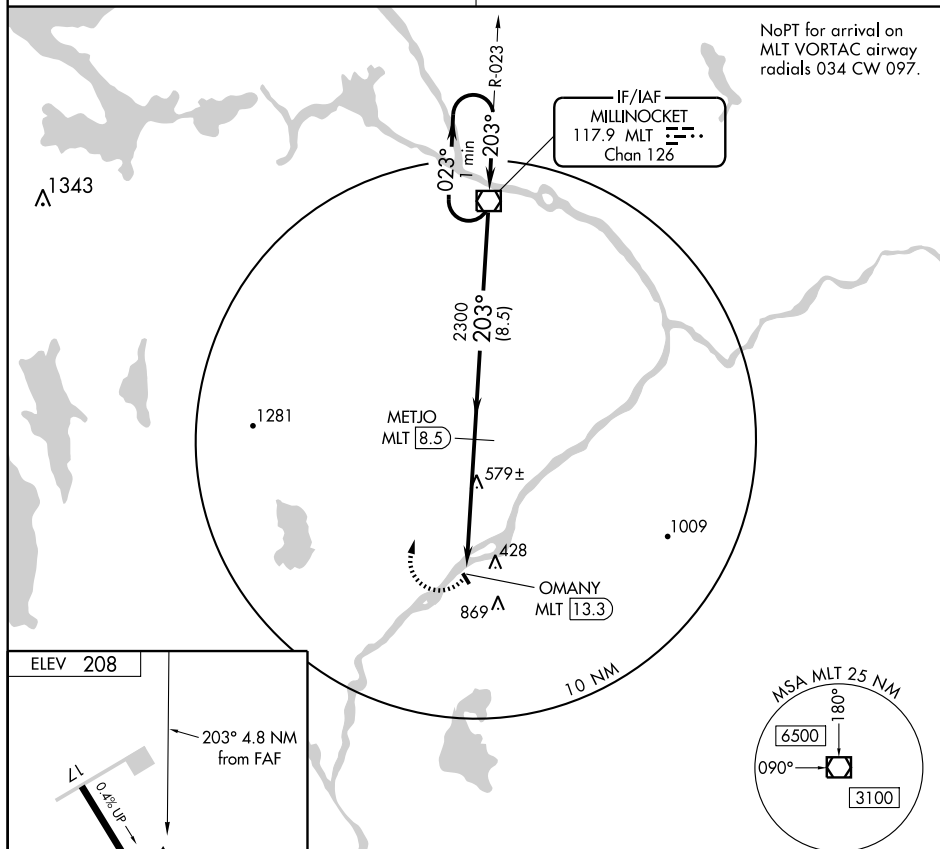 NoPT for arrival on
MLT VORTAC airway
radials 034 CW 097.
R-023
IF/IAF
MILLINOCKET
117.9 MLT
Chan 126
023°
1 min
203°
1343
2300
203°
(8.5)
1281
METJO
MLT 8.5
579±
1009
428
OMANY
MLT 13.3
869
10 NM
ELEV 208
203° 4.8 NM
from FAF
17
0.4% UP
MSA MLT 25 NM
180°
6500
090°
3100